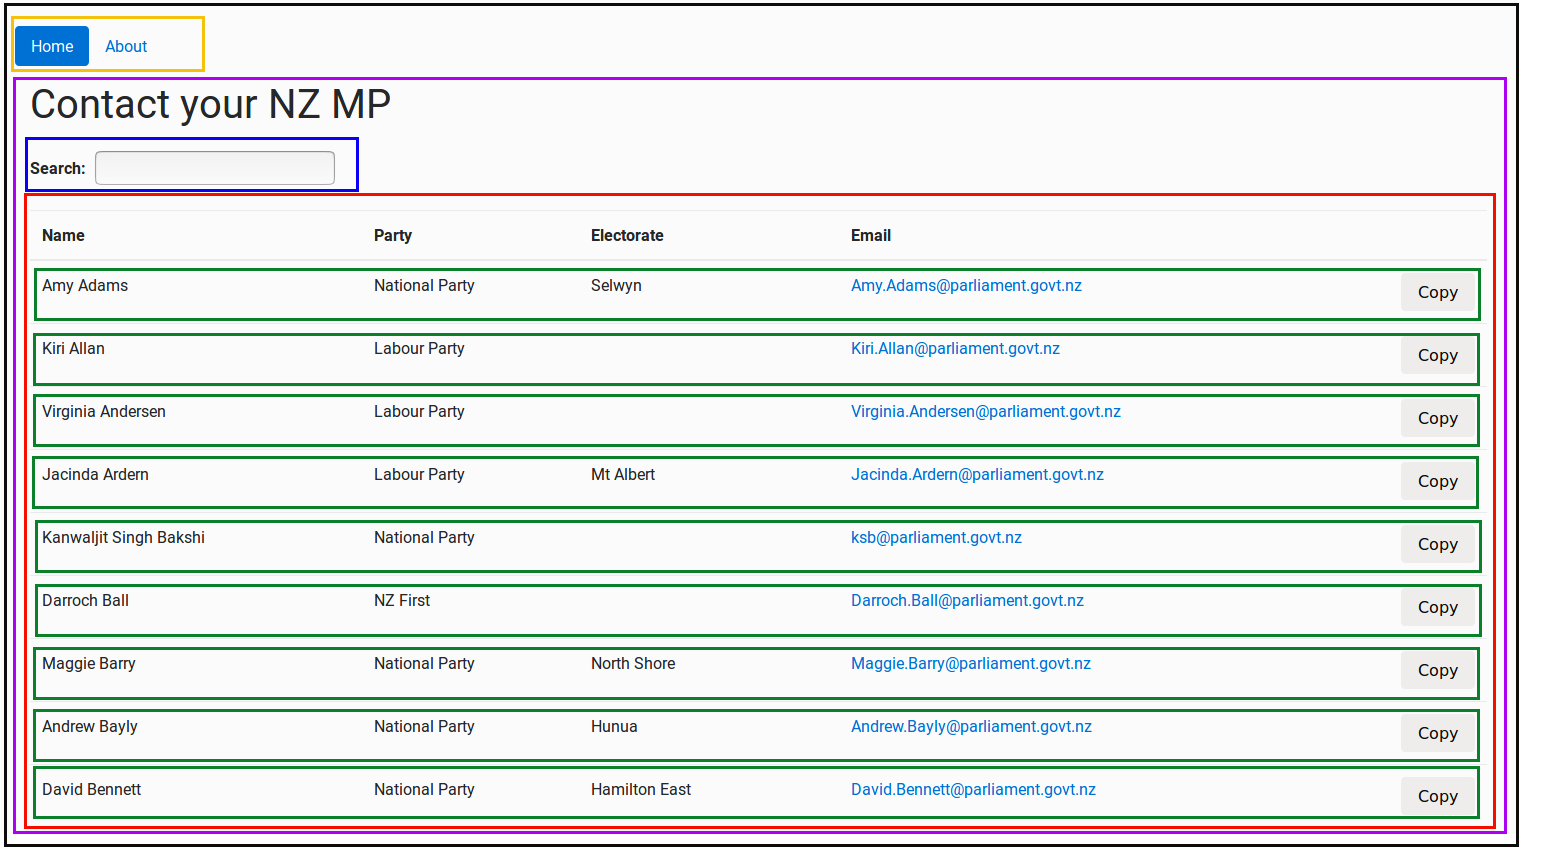 Home About
Contact your NZ MP
Search:
Name Party Electorate Email
Amy Adams National Party Selwyn Amy.Adams@parliament.govt.nz Copy
Kiri Allan Labour Party Kiri.Allan@parliament.govt.nz Copy
Virginia Andersen Labour Party Virginia.Andersen@parliament.govt.nz Copy
Jacinda Ardern Labour Party Mt Albert Jacinda.Ardern@parliament.govt.nz Copy
Kanwaljit Singh Bakshi National Party ksb@parliament.govt.nz Copy
Darroch Ball NZ First Darroch.Ball@parliament.govt.nz Copy
Maggie Barry National Party North Shore Maggie.Barry@parliament.govt.nz Copy
Andrew Bayly National Party Hunua Andrew.Bayly@parliament.govt.nz Copy
David Bennett National Party Hamilton East David.Bennett@parliament.govt.nz Copy